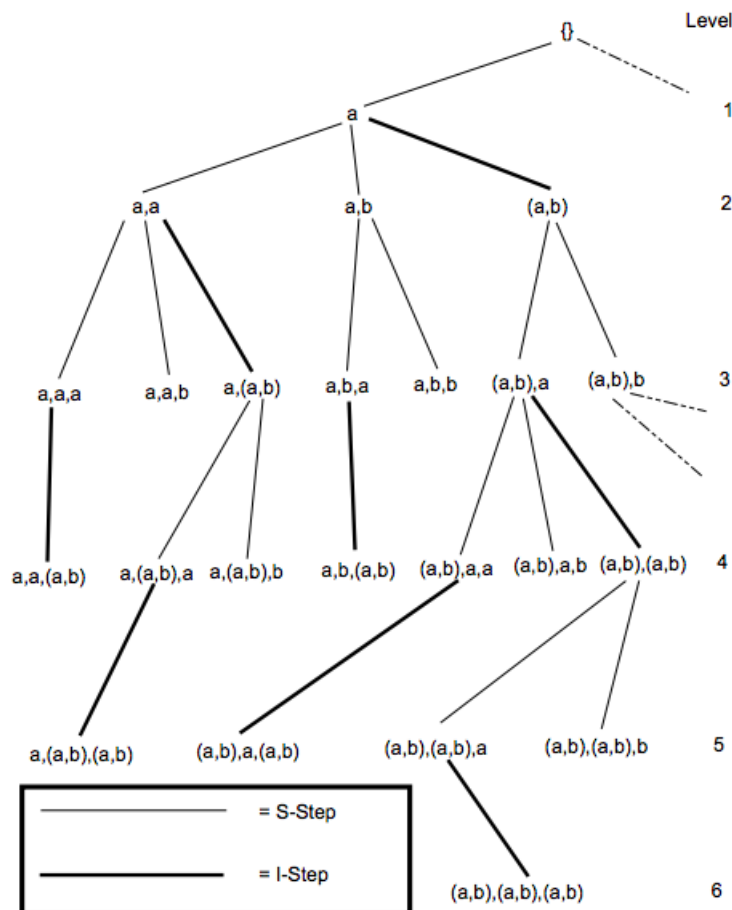 Level
{}
a 1
a,a a,b (a,b) 2
a,a,a a,a,b a,(a,b) a,b,a a,b,b (a,b),a (a,b),b 3
a,a,(a,b) a,(a,b),a a,(a,b),b a,b,(a,b) (a,b),a,a (a,b),a,b (a,b),(a,b) 4
a,(a,b),(a,b) (a,b),a,(a,b) (a,b),(a,b),a (a,b),(a,b),b 5
= S-Step
= I-Step
(a,b),(a,b),(a,b) 6